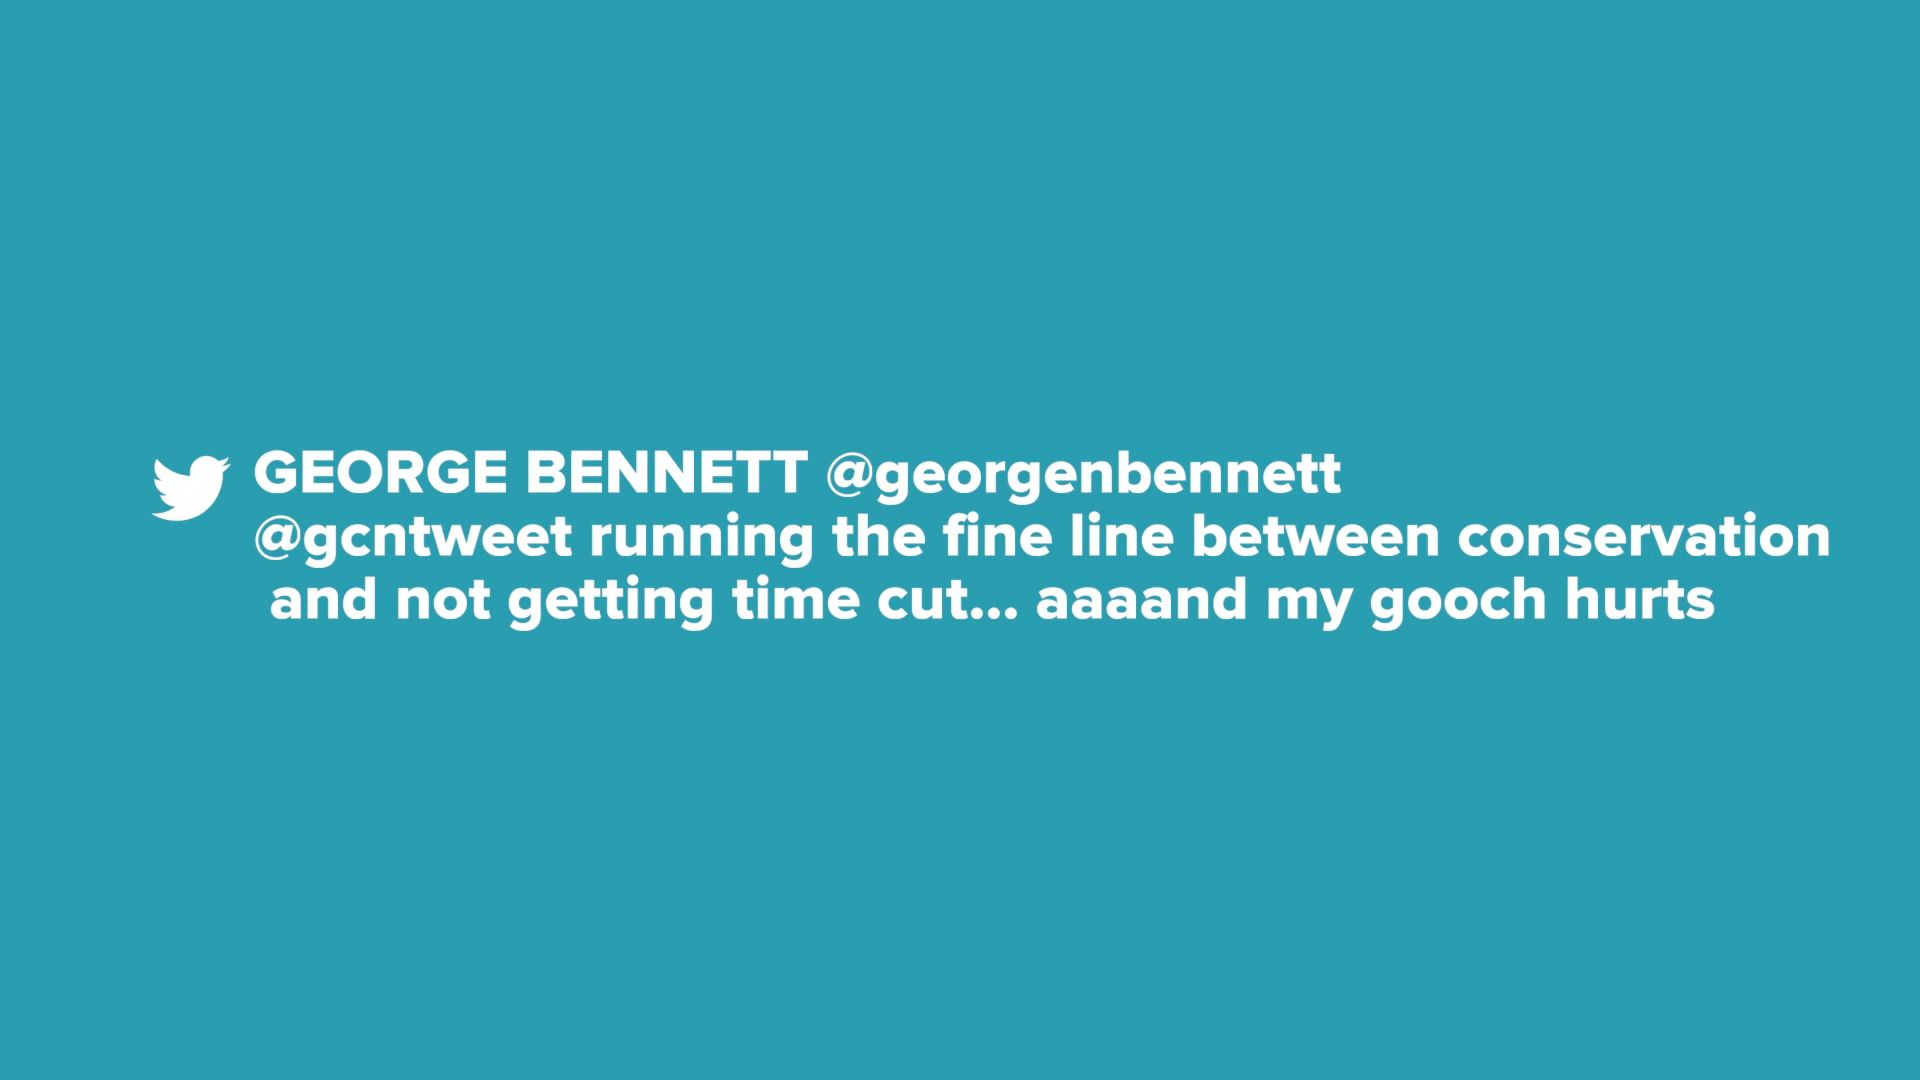 GEORGE BENNETT @georgenbennett
@gcntweet running the fine line between conservation
and not getting time cut... aaaand my gooch hurts